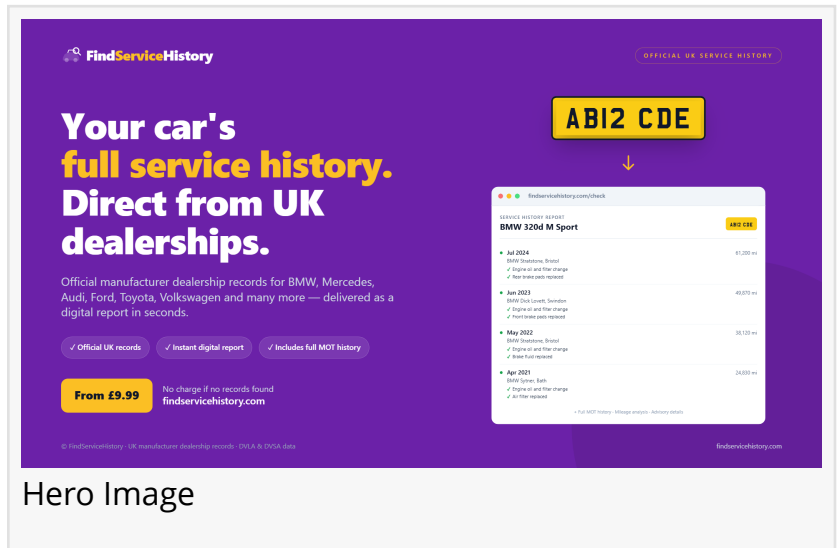 FindServiceHistory
OFFICIAL UK SERVICE HISTORY
Your car's
full service history.
Direct from UK
dealerships.
Official manufacturer dealership records for BMW, Mercedes,
Audi, Ford, Toyota, Volkswagen and many more — delivered as a
digital report in seconds.
✓ Official UK records
✓ Instant digital report
✓ Includes full MOT history
From £9.99
No charge if no records found
findservicehistory.com
AB12 CDE
↓
findservicehistory.com/check
SERVICE HISTORY REPORT
BMW 320d M Sport
AB12 CDE
Jul 2024
61,200 mi
BMW Stratstone, Bristol
✓ Engine oil and filter change
✓ Rear brake pads replaced
Jun 2023
49,870 mi
BMW Dick Lovett, Swindon
✓ Engine oil and filter change
✓ Front brake pads replaced
May 2022
38,120 mi
BMW Stratstone, Bristol
✓ Engine oil and filter change
✓ Brake fluid replaced
Apr 2021
24,830 mi
BMW Sytner, Bath
✓ Engine oil and filter change
✓ Air filter replaced
+ Full MOT history · Mileage analysis · Advisory details
© FindServiceHistory · UK manufacturer dealership records · DVLA & DVSA data
findservicehistory.com
Hero Image